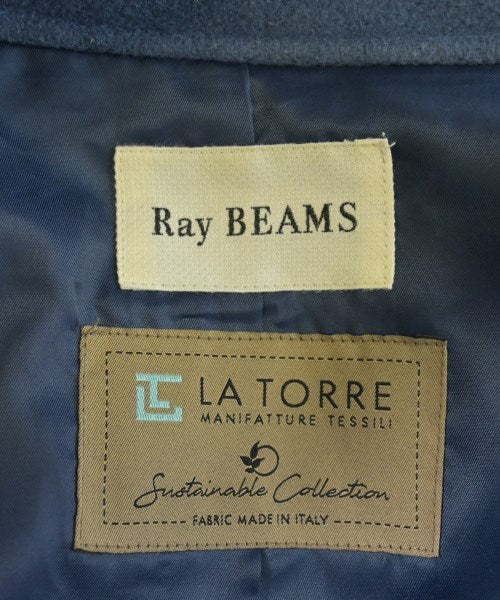 Ray BEAMS
LA TORRE
MANIFATTURE TESSILI
Sustainable Collection
FABRIC MADE IN ITALY